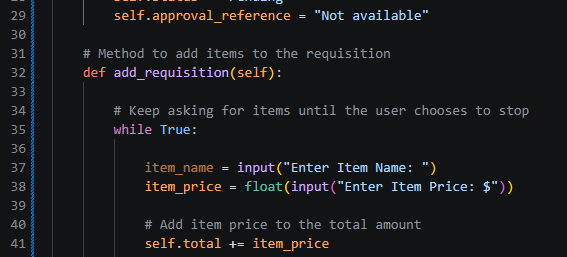 29 self.approval_reference = "Not available"
30
31 # Method to add items to the requisition
32 def add_requisition(self):
33
34 # Keep asking for items until the user chooses to stop
35 while True:
36
37 item_name = input("Enter Item Name: ")
38 item_price = float(input("Enter Item Price: $"))
39
40 # Add item price to the total amount
41 self.total += item_price